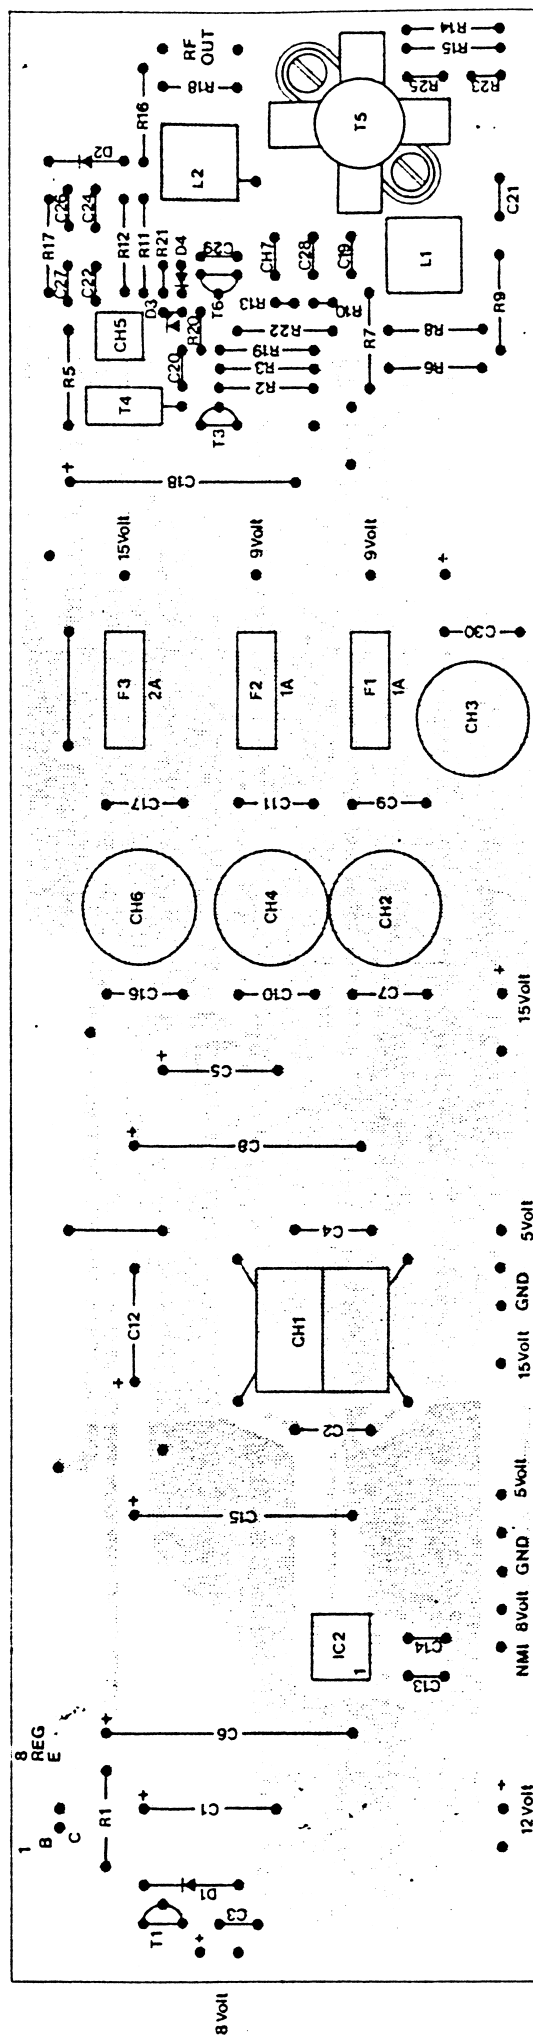 R14
R15
R25
R23
T5
RF
OUT
R18
R16
D2
L2
C21
C26
C24
R17
R12
R11
R21
D4
C29
CH7
C28
C19
L1
C27
C22
D3
T6
R13
R10
R9
CH5
R20
R22
R7
R8
R5
C20
R19
R3
R2
R6
T4
T3
+
C18
15Volt
9Volt
9Volt
+
F3
2A
F2
1A
F1
1A
C30
CH3
C17
C11
C9
CH6
CH4
CH2
C16
C10
C7
+
15Volt
+
C5
+
C8
C4
5Volt
C12
+
CH1
GND
15Volt
C2
+
C15
5Volt
GND
8Volt
NMI
IC2
1
C14
C13
+
C6
8
REG
E
1
B
C
R1
+
C1
+
12Volt
D1
T1
C3
+
8Volt